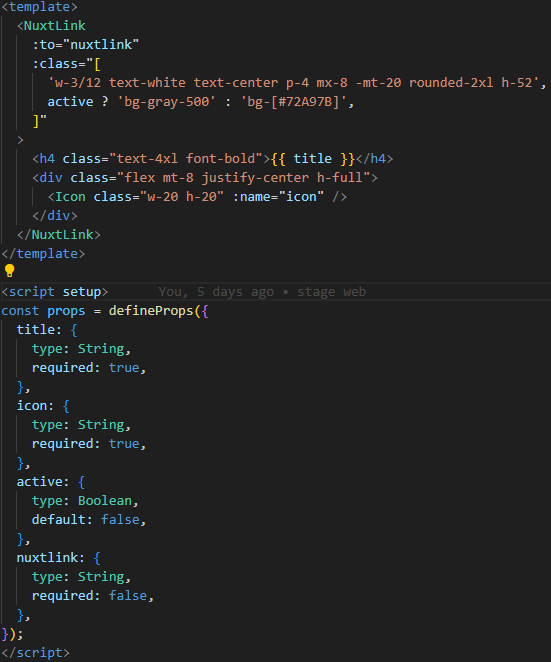 <template>
  <NuxtLink
    :to="nuxtlink"
    :class="[
      'w-3/12 text-white text-center p-4 mx-8 -mt-20 rounded-2xl h-52',
      active ? 'bg-gray-500' : 'bg-[#72A97B]',
    ]"
  >
    <h4 class="text-4xl font-bold">{{ title }}</h4>
    <div class="flex mt-8 justify-center h-full">
      <Icon class="w-20 h-20" :name="icon" />
    </div>
  </NuxtLink>
</template>
<script setup> You, 5 days ago • stage web
const props = defineProps({
  title: {
    type: String,
    required: true,
  },
  icon: {
    type: String,
    required: true,
  },
  active: {
    type: Boolean,
    default: false,
  },
  nuxtlink: {
    type: String,
    required: false,
  },
});
</script>